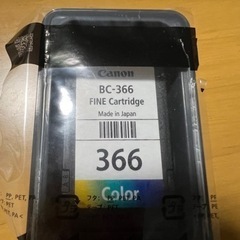 Canon
BC-366
FINE Cartridge
Made in Japan
366
Color